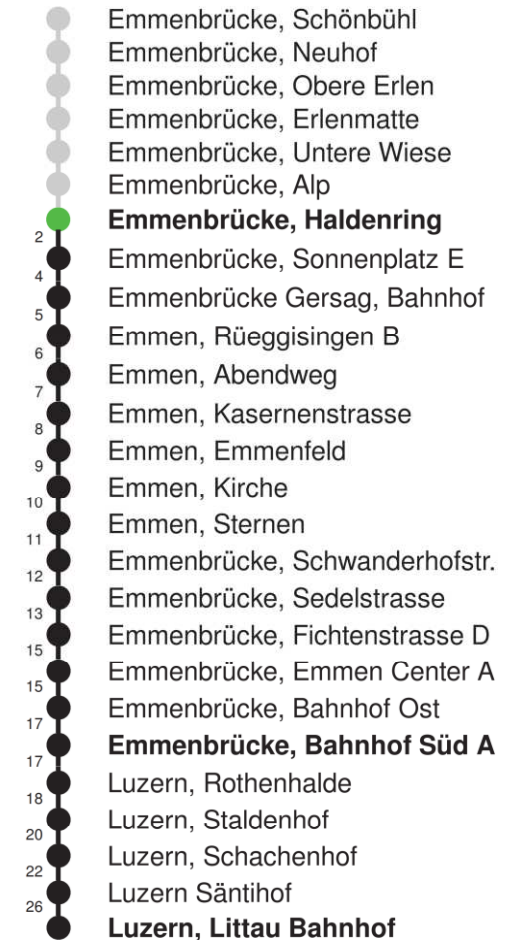 Emmenbrücke, Schönbühl
Emmenbrücke, Neuhof
Emmenbrücke, Obere Erlen
Emmenbrücke, Erlenmatte
Emmenbrücke, Untere Wiese
Emmenbrücke, Alp
Emmenbrücke, Haldenring
2
Emmenbrücke, Sonnenplatz E
4
Emmenbrücke Gersag, Bahnhof
5
Emmen, Rüeggisingen B
6
Emmen, Abendweg
7
Emmen, Kasernenstrasse
8
Emmen, Emmenfeld
9
Emmen, Kirche
10
Emmen, Sternen
11
Emmenbrücke, Schwanderhofstr.
12
Emmenbrücke, Sedelstrasse
13
Emmenbrücke, Fichtenstrasse D
15
Emmenbrücke, Emmen Center A
15
Emmenbrücke, Bahnhof Ost
17
Emmenbrücke, Bahnhof Süd A
17
Luzern, Rothenhalde
18
Luzern, Staldenhof
20
Luzern, Schachenhof
22
Luzern Säntihof
26
Luzern, Littau Bahnhof